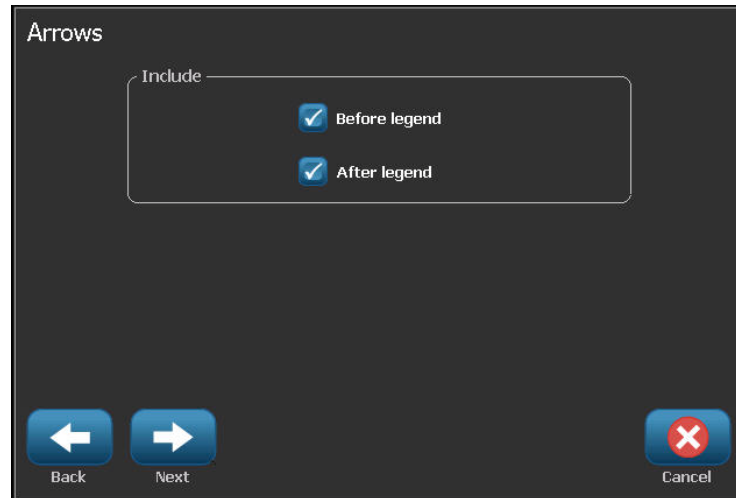 Arrows
Include
Before legend
After legend
Back
Next
Cancel